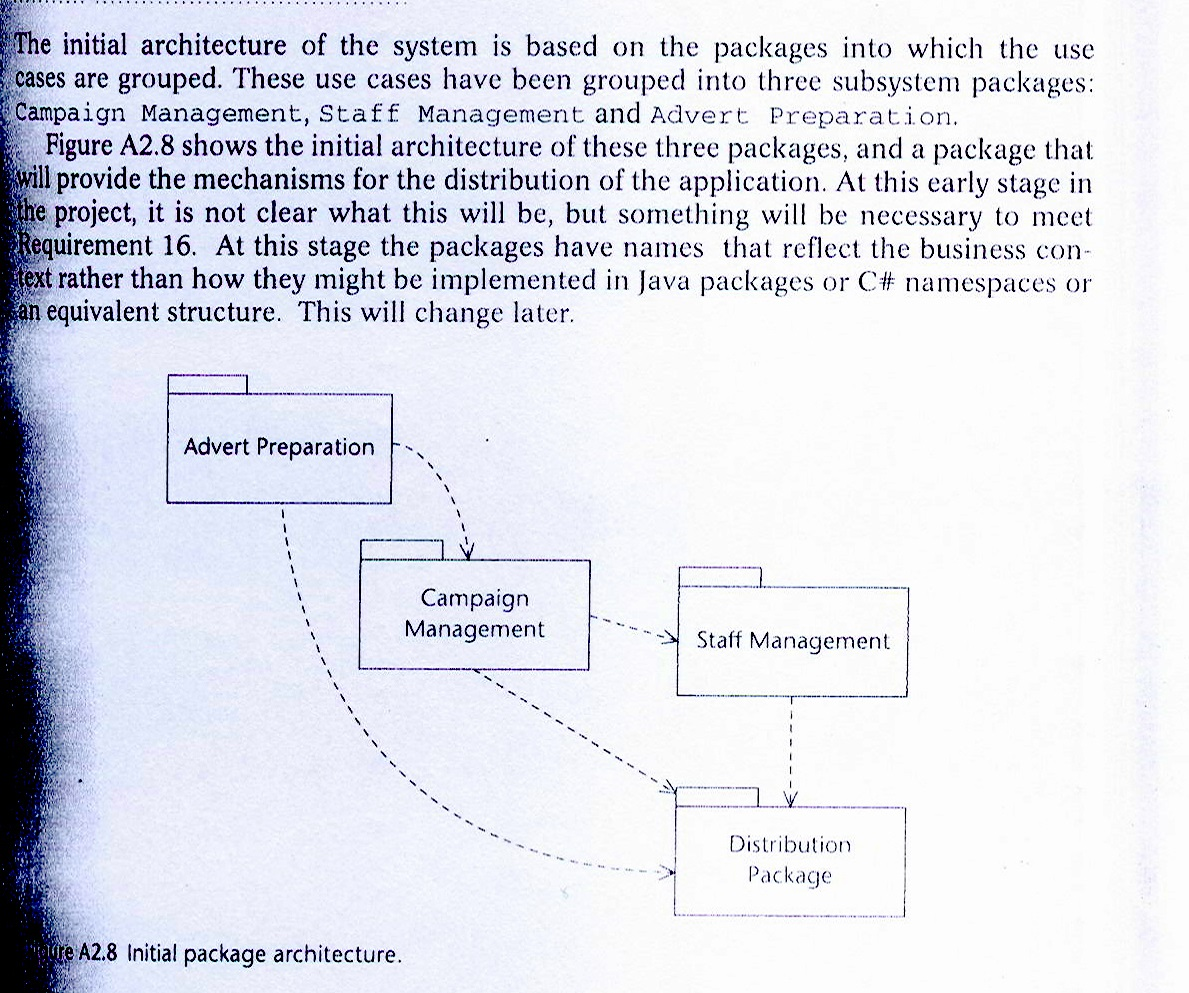 The initial architecture of the system is based on the packages into which the use
cases are grouped. These use cases have been grouped into three subsystem packages:
Campaign Management, Staff Management and Advert Preparation.
Figure A2.8 shows the initial architecture of these three packages, and a package that
will provide the mechanisms for the distribution of the application. At this early stage in
the project, it is not clear what this will be, but something will be necessary to meet
Requirement 16. At this stage the packages have names that reflect the business con-
text rather than how they might be implemented in Java packages or C# namespaces or
an equivalent structure. This will change later.
Advert Preparation
Campaign
Management
Staff Management
Distribution
Package
Figure A2.8 Initial package architecture.